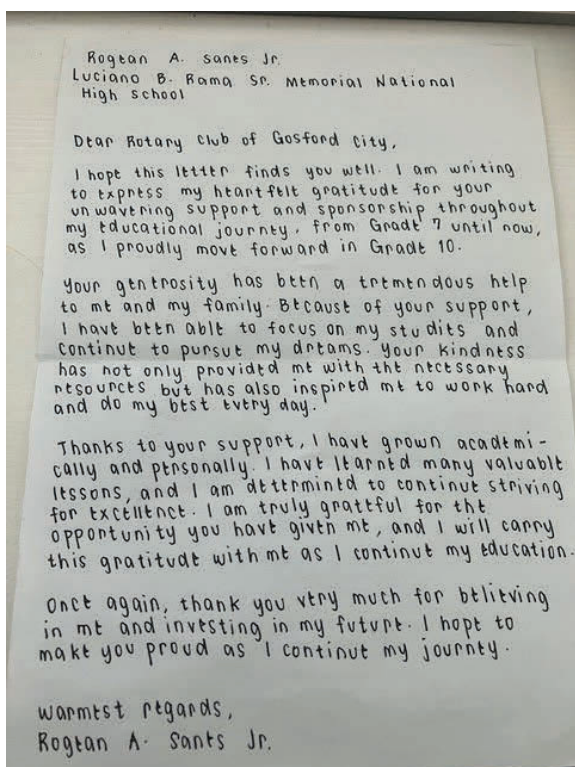 Rogean A. Sanes Jr.
Luciano B. Rama Sr. Memorial National
High School
Dear Rotary Club of Gosford City,
I hope this letter finds you well. I am writing
to express my heartfelt gratitude for your
unwavering support and sponsorship throughout
my educational journey, from Grade 7 until now,
as I proudly move forward in Grade 10.
Your generosity has been a tremendous help
to me and my family. Because of your support,
I have been able to focus on my studies and
continue to pursue my dreams. Your kindness
has not only provided me with the necessary
resources but has also inspired me to work hard
and do my best every day.
Thanks to your support, I have grown academi-
cally and personally. I have learned many valuable
lessons, and I am determined to continue striving
for excellence. I am truly grateful for the
opportunity you have given me, and I will carry
this gratitude with me as I continue my education.
Once again, thank you very much for believing
in me and investing in my future. I hope to
make you proud as I continue my journey.
Warmest regards,
Rogean A. Sanes Jr.